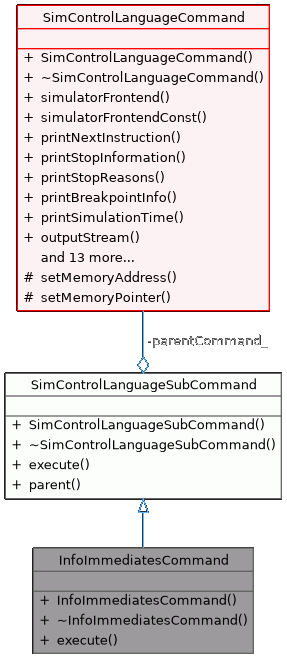 SimControlLanguageCommand
+ SimControlLanguageCommand()
+ ~SimControlLanguageCommand()
+ simulatorFrontend()
+ simulatorFrontendConst()
+ printNextInstruction()
+ printStopInformation()
+ printStopReasons()
+ printBreakpointInfo()
+ printSimulationTime()
+ outputStream()
and 13 more...
# setMemoryAddress()
# setMemoryPointer()
-parentCommand_
SimControlLanguageSubCommand
+ SimControlLanguageSubCommand()
+ ~SimControlLanguageSubCommand()
+ execute()
+ parent()
InfoImmediatesCommand
+ InfoImmediatesCommand()
+ ~InfoImmediatesCommand()
+ execute()